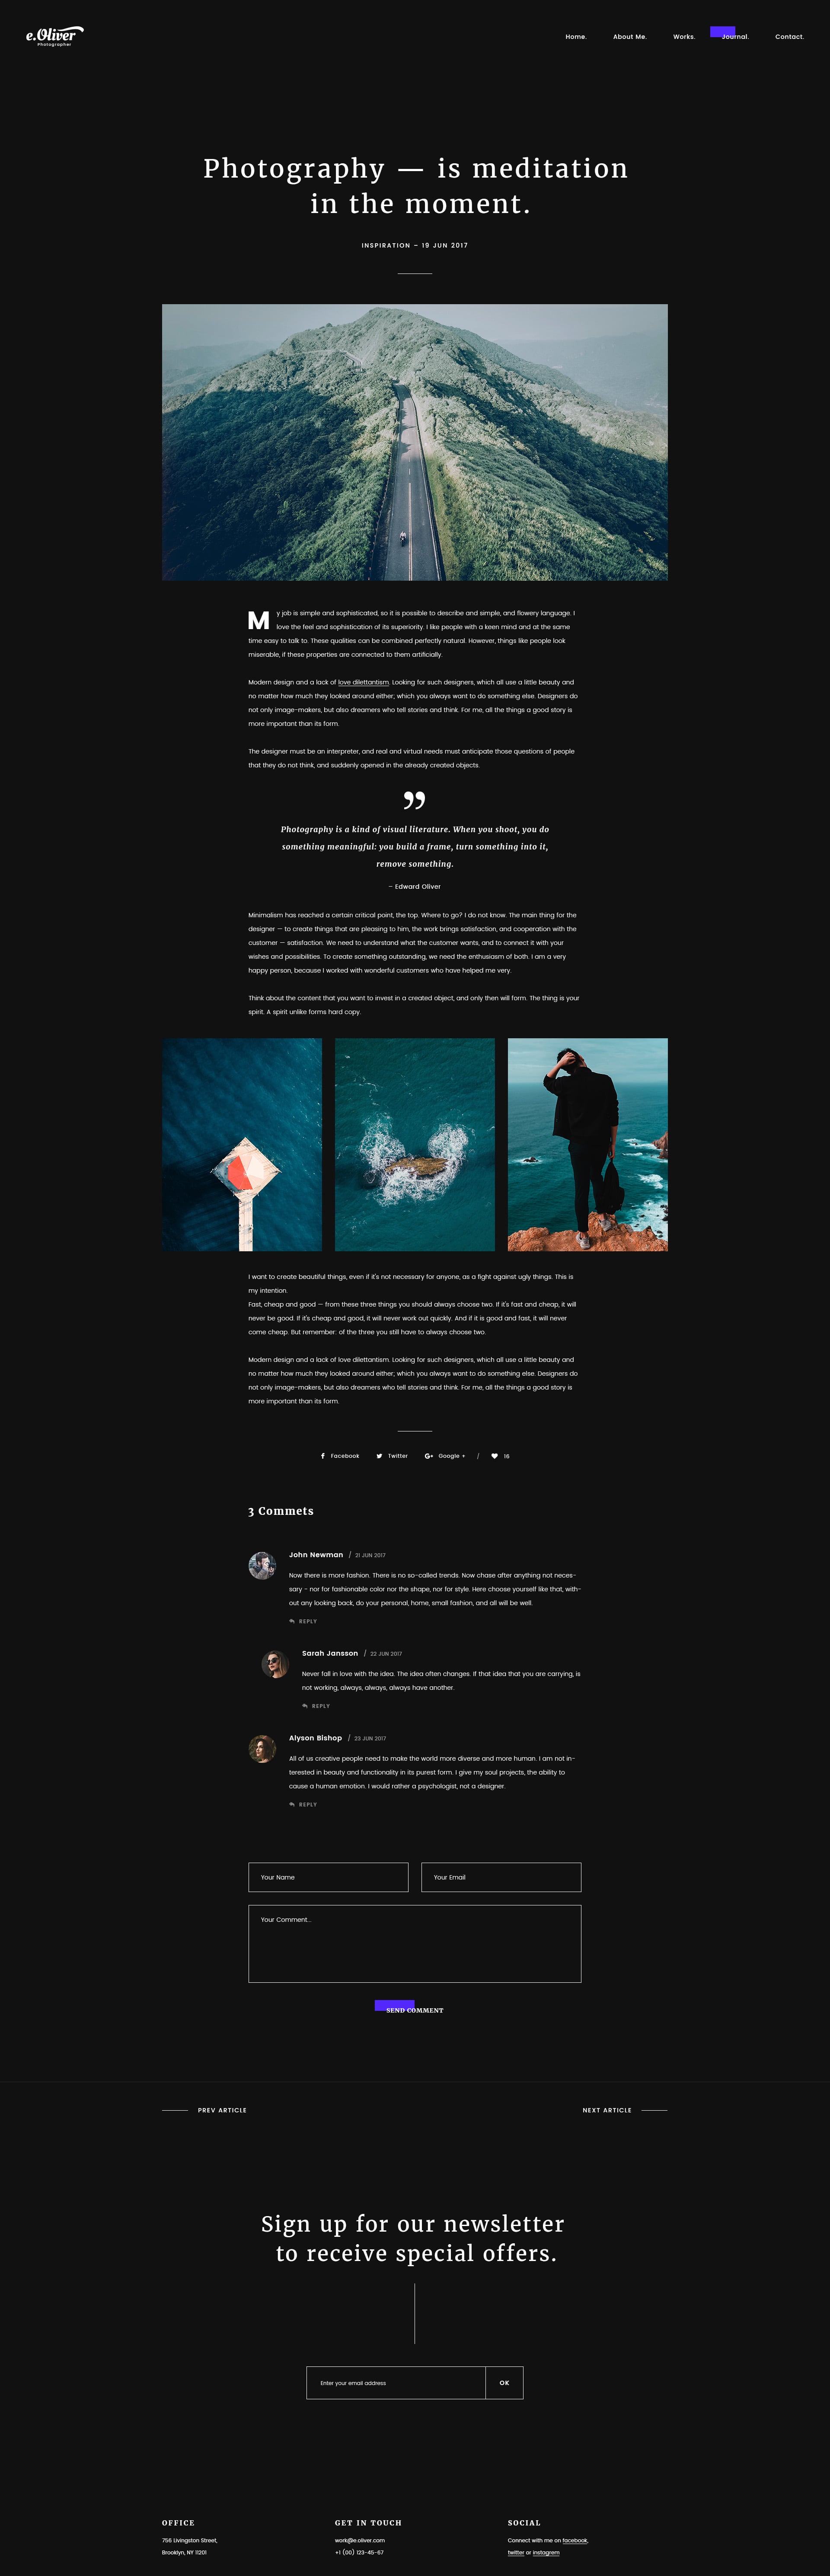 e.Oliver
Photographer
Home.
About Me.
Works.
Journal.
Contact.
Photography — is meditation
in the moment.
INSPIRATION – 19 JUN 2017
My job is simple and sophisticated, so it is possible to describe and simple, and flowery language. I
love the feel and sophistication of its superiority. I like people with a keen mind and at the same
time easy to talk to. These qualities can be combined perfectly natural. However, things like people look
miserable, if these properties are connected to them artificially.
Modern design and a lack of love dilettantism. Looking for such designers, which all use a little beauty and
no matter how much they looked around either; which you always want to do something else. Designers do
not only image-makers, but also dreamers who tell stories and think. For me, all the things a good story is
more important than its form.
The designer must be an interpreter, and real and virtual needs must anticipate those questions of people
that they do not think, and suddenly opened in the already created objects.
”
Photography is a kind of visual literature. When you shoot, you do
something meaningful: you build a frame, turn something into it,
remove something.
– Edward Oliver
Minimalism has reached a certain critical point, the top. Where to go? I do not know. The main thing for the
designer — to create things that are pleasing to him, the work brings satisfaction, and cooperation with the
customer — satisfaction. We need to understand what the customer wants, and to connect it with your
wishes and possibilities. To create something outstanding, we need the enthusiasm of both. I am a very
happy person, because I worked with wonderful customers who have helped me very.
Think about the content that you want to invest in a created object, and only then will form. The thing is your
spirit. A spirit unlike forms hard copy.
I want to create beautiful things, even if it's not necessary for anyone, as a fight against ugly things. This is
my intention.
Fast, cheap and good — from these three things you should always choose two. If it's fast and cheap, it will
never be good. If it's cheap and good, it will never work out quickly. And if it is good and fast, it will never
come cheap. But remember: of the three you still have to always choose two.
Modern design and a lack of love dilettantism. Looking for such designers, which all use a little beauty and
no matter how much they looked around either; which you always want to do something else. Designers do
not only image-makers, but also dreamers who tell stories and think. For me, all the things a good story is
more important than its form.
Facebook
Twitter
Google +
/
16
3 Commets
John Newman / 21 JUN 2017
Now there is more fashion. There is no so-called trends. Now chase after anything not neces-
sary - nor for fashionable color nor the shape, nor for style. Here choose yourself like that, with-
out any looking back, do your personal, home, small fashion, and all will be well.
REPLY
Sarah Jansson / 22 JUN 2017
Never fall in love with the idea. The idea often changes. If that idea that you are carrying, is
not working, always, always, always have another.
REPLY
Alyson Bishop / 23 JUN 2017
All of us creative people need to make the world more diverse and more human. I am not in-
terested in beauty and functionality in its purest form. I give my soul projects, the ability to
cause a human emotion. I would rather a psychologist, not a designer.
REPLY
Your Name
Your Email
Your Comment...
SEND COMMENT
PREV ARTICLE
NEXT ARTICLE
Sign up for our newsletter
to receive special offers.
Enter your email address
OK
OFFICE
756 Livingston Street,
Brooklyn, NY 11201
GET IN TOUCH
work@e.oliver.com
+1 (00) 123-45-67
SOCIAL
Connect with me on facebook,
twitter or instagrem